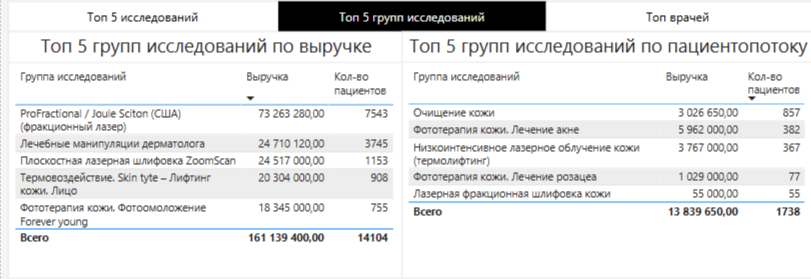 Топ 5 исследований
Топ 5 групп исследований
Топ врачей
Топ 5 групп исследований по выручке
Группа исследований Выручка Кол-во
пациентов
ProFractional / Joule Sciton (США) 73 263 280,00 7543
(фракционный лазер)
Лечебные манипуляции дерматолога 24 710 120,00 3745
Плоскостная лазерная шлифовка ZoomScan 24 517 000,00 1153
Термовоздействие. Skin tyte – Лифтинг 20 304 000,00 908
кожи. Лицо
Фототерапия кожи. Фотоомоложение 18 345 000,00 755
Forever young
Всего 161 139 400,00 14104
Топ 5 групп исследований по пациентопотоку
Группа исследований Выручка Кол-во
пациентов
Очищение кожи 3 026 650,00 857
Фототерапия кожи. Лечение акне 5 962 000,00 382
Низкоинтенсивное лазерное облучение кожи 3 767 000,00 367
(термолифтинг)
Фототерапия кожи. Лечение розацеа 1 029 000,00 77
Лазерная фракционная шлифовка кожи 55 000,00 55
Всего 13 839 650,00 1738